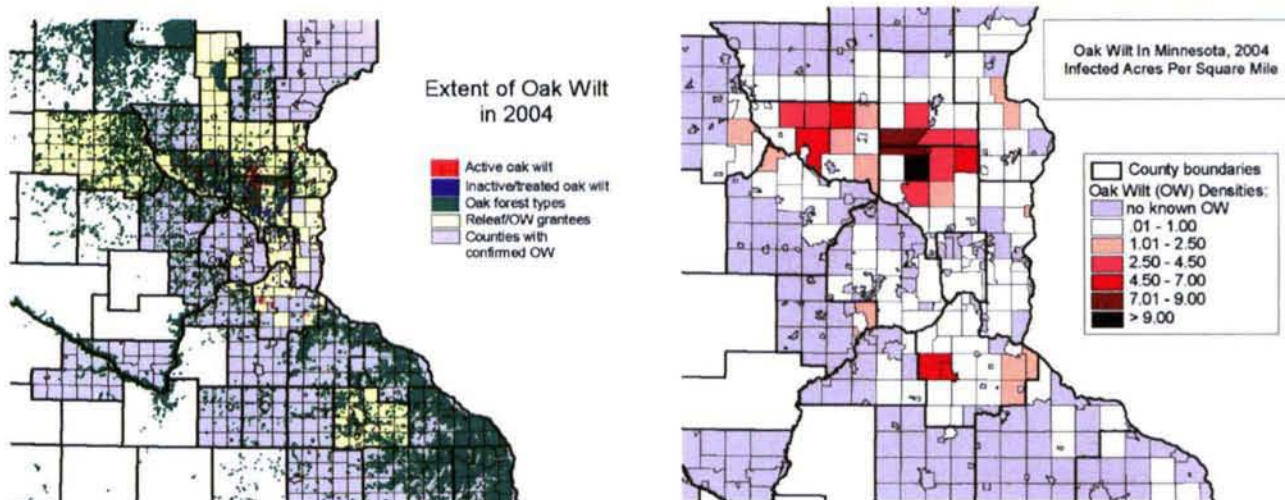 Extent of Oak Wilt
in 2004
Active oak wilt
Inactive/treated oak wilt
Oak forest types
Releaf/OW grantees
Counties with
confirmed OW
Oak Wilt In Minnesota, 2004
Infected Acres Per Square Mile
County boundaries
Oak Wilt (OW) Densities:
no known OW
.01 - 1.00
1.01 - 2.50
2.50 - 4.50
4.50 - 7.00
7.01 - 9.00
> 9.00